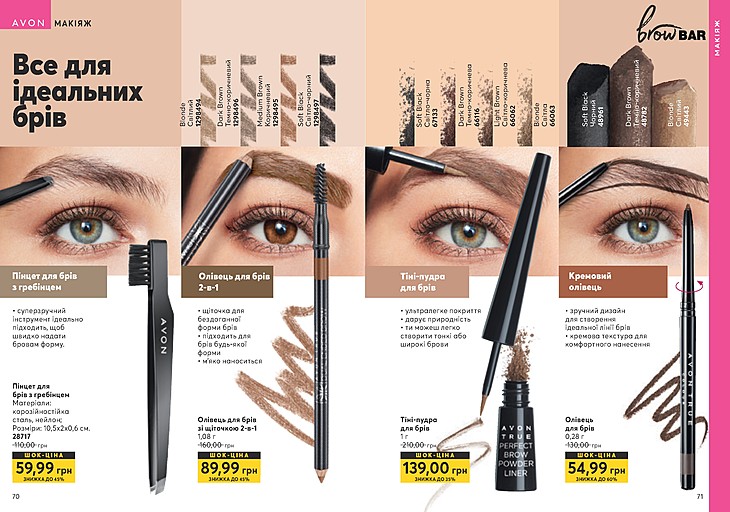 AVON МАКІЯЖ
Все для
ідеальних
брів
Blonde
Світлий
1298494
Dark Brown
Темно-коричневий
1298496
Medium Brown
Коричневий
1298495
Soft Black
Світло-чорний
1298497
Soft Black
Світло-чорна
67133
Dark Brown
Темно-коричнева
66116
Light Brown
Світло-коричнева
66062
Blonde
Світла
66063
brow BAR
Soft Black
Чорний
48961
Dark Brown
Темно-коричневий
48782
Blonde
Світлий
49443
МАКІЯЖ
Пінцет для брів
з гребінцем
• суперзручний
інструмент ідеально
підходить, щоб
швидко надати
бровам форму.
AVON
Пінцет для
брів з гребінцем
Матеріали:
корозійностійка
сталь, нейлон;
Розміри: 10,5х2х0,6 см.
28717
110,00 грн
ШОК-ЦІНА
59,99 грн
ЗНИЖКА ДО 45%
Олівець для брів
2-в-1
• щіточка для
бездоганної
форми брів
• підходить для
брів будь-якої
форми
• м'яко наноситься
Олівець для брів
зі щіточкою 2-в-1
1,08 г
160,00 грн
ШОК-ЦІНА
89,99 грн
ЗНИЖКА ДО 45%
Тіні-пудра
для брів
• ультралегке покриття
• дарує природність
• ти можеш легко
створити тонкі або
широкі брови
Тіні-пудра
для брів
1 г
210,00 грн
ШОК-ЦІНА
139,00 грн
ЗНИЖКА ДО 35%
AVON
TRUE
PERFECT
BROW
POWDER
LINER
Кремовий
олівець
• зручний дизайн
для створення
ідеальної лінії брів
• кремова текстура для
комфортного нанесення
AVON TRUE
Олівець
для брів
0,28 г
130,00 грн
ШОК-ЦІНА
54,99 грн
ЗНИЖКА ДО 60%
70
71